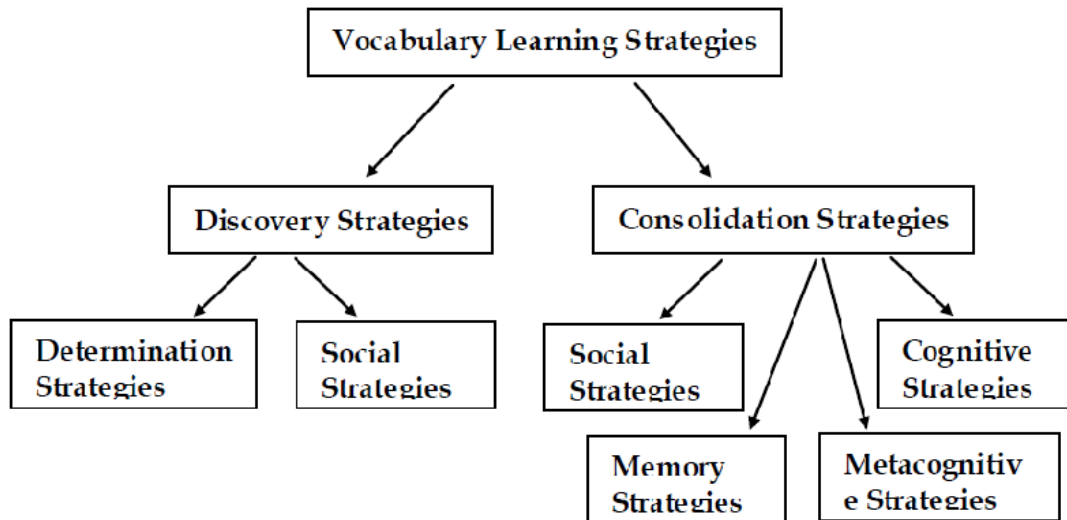 Vocabulary Learning Strategies
Discovery Strategies
Consolidation Strategies
Determination
Strategies
Social
Strategies
Social
Strategies
Cognitive
Strategies
Memory
Strategies
Metacognitiv
e Strategies